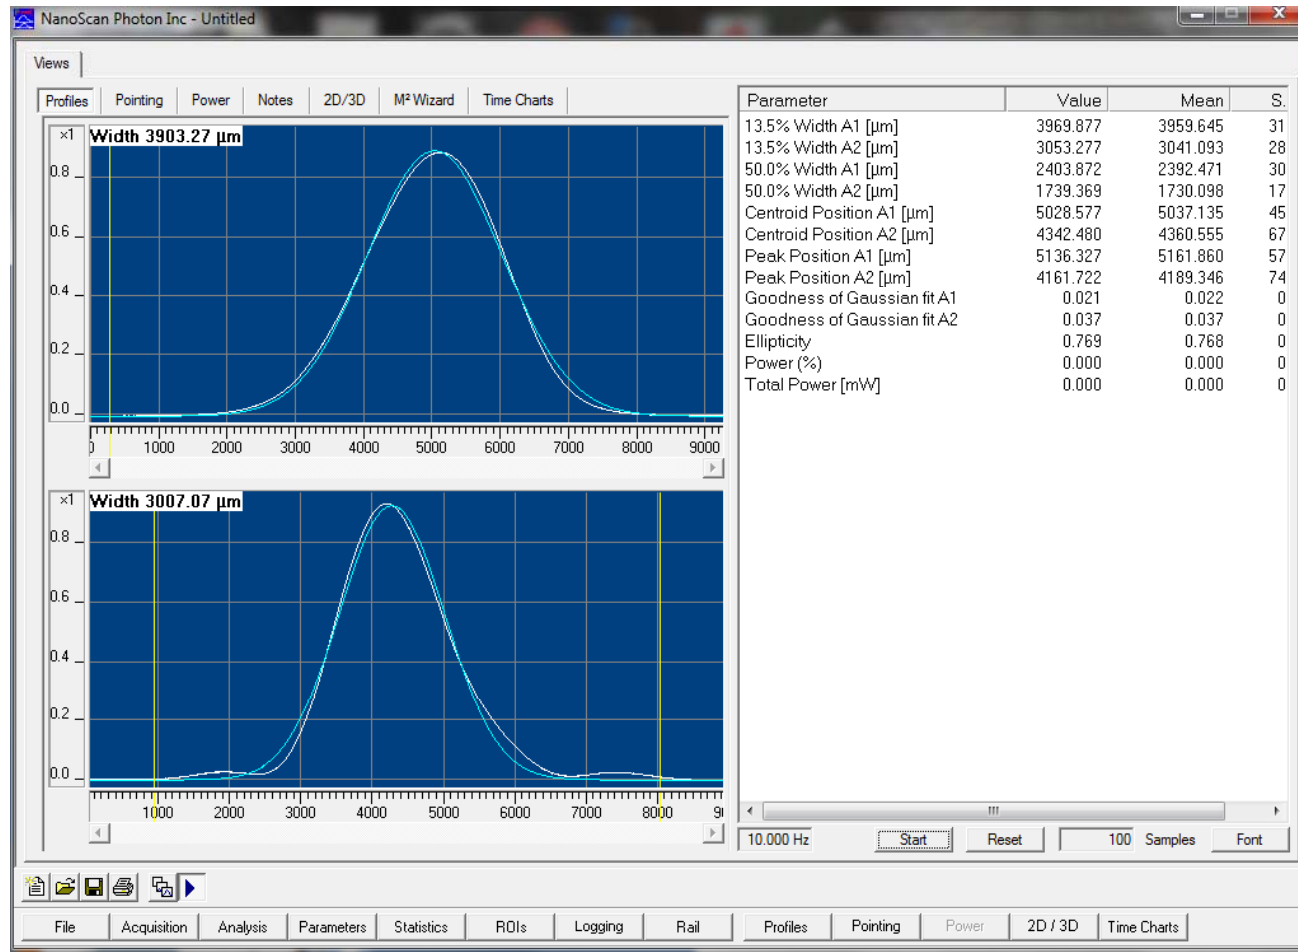 NanoScan Photon Inc - Untitled
Views
Profiles Pointing Power Notes 2D/3D M² Wizard Time Charts
×1 Width 3903.27 µm
0.8
0.6
0.4
0.2
0.0
0 1000 2000 3000 4000 5000 6000 7000 8000 9000
×1 Width 3007.07 µm
0.8
0.6
0.4
0.2
0.0
1000 2000 3000 4000 5000 6000 7000 8000 9
Parameter Value Mean S.
13.5% Width A1 [µm] 3969.877 3959.645 31
13.5% Width A2 [µm] 3053.277 3041.093 28
50.0% Width A1 [µm] 2403.872 2392.471 30
50.0% Width A2 [µm] 1739.369 1730.098 17
Centroid Position A1 [µm] 5028.577 5037.135 45
Centroid Position A2 [µm] 4342.480 4360.555 67
Peak Position A1 [µm] 5136.327 5161.860 57
Peak Position A2 [µm] 4161.722 4189.346 74
Goodness of Gaussian fit A1 0.021 0.022 0
Goodness of Gaussian fit A2 0.037 0.037 0
Ellipticity 0.769 0.768 0
Power (%) 0.000 0.000 0
Total Power [mW] 0.000 0.000 0
10.000 Hz Start Reset 100 Samples Font
File Acquisition Analysis Parameters Statistics ROIs Logging Rail Profiles Pointing Power 2D / 3D Time Charts